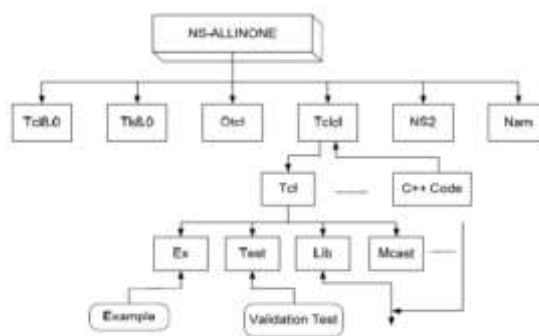 NS-ALLINONE
Tcl8.0
Tk8.0
Otcl
Tclcl
NS2
Nam
Tcl
C++ Code
Ex
Test
Lib
Mcast
Example
Validation Test